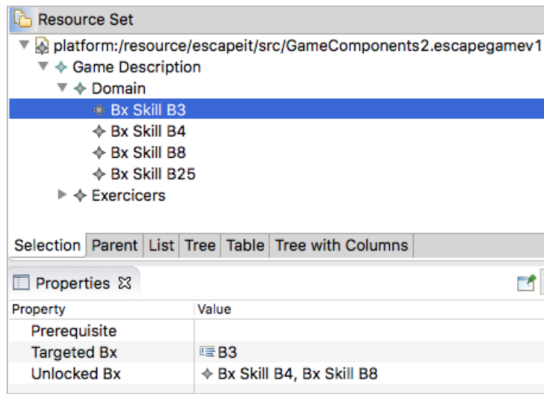 Resource Set
platform:/resource/escapeit/src/GameComponents2.escapegamev1
Game Description
Domain
Bx Skill B3
Bx Skill B4
Bx Skill B8
Bx Skill B25
Exercicers
Selection Parent List Tree Table Tree with Columns
Properties
Property Value
Prerequisite
Targeted Bx B3
Unlocked Bx Bx Skill B4, Bx Skill B8